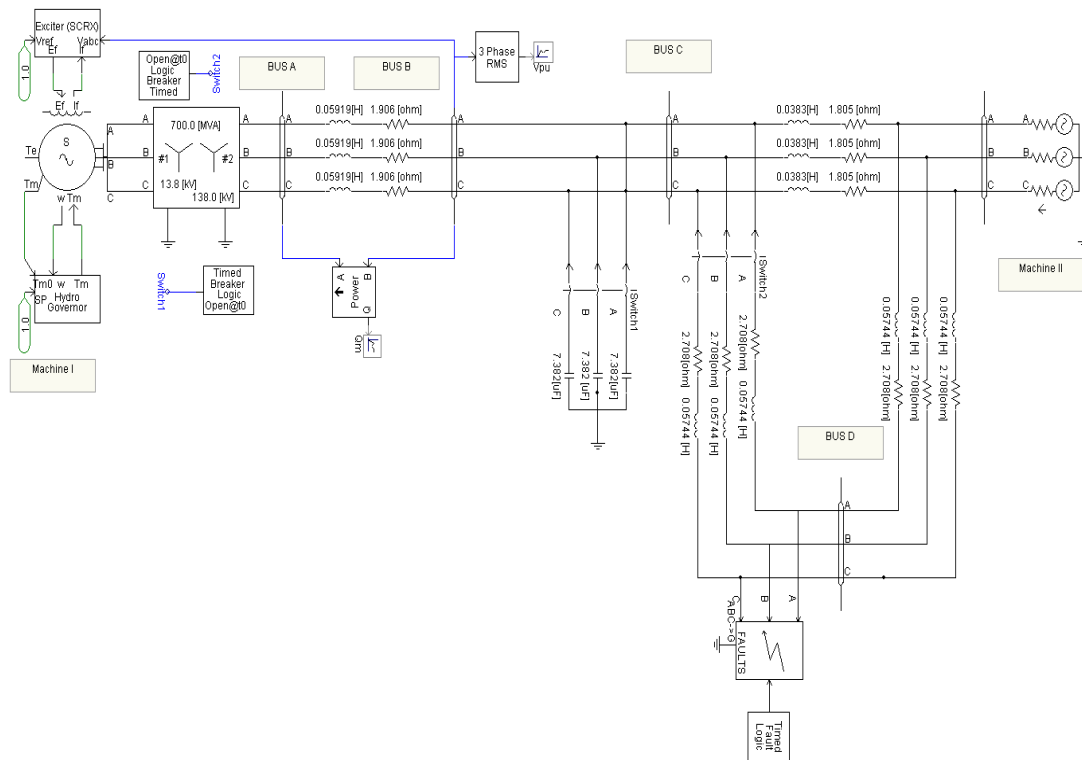 Exciter (SCRX)
Vref
Vabc
Ef
If
1.0
Open@t0
Logic
Breaker
Timed
Switch2
3 Phase
RMS
Vpu
BUS A
BUS B
BUS C
Ef
If
S
Te
Tm
w
Tm
A
B
C
700.0 [MVA]
#1
#2
13.8 [kV]
138.0 [kV]
A
B
C
A
B
C
0.05919[H]
1.906 [ohm]
0.05919[H]
1.906 [ohm]
0.05919[H]
1.906 [ohm]
A
B
C
A
B
C
0.0383[H]
1.805 [ohm]
0.0383[H]
1.805 [ohm]
0.0383[H]
1.805 [ohm]
A
B
C
Machine II
Tm0
w
Tm
SP
Hydro
Governor
1.0
Machine I
Switch1
Timed
Breaker
Logic
Open@t0
A
B
Power
Q
Qm
C
B
A
ISwitch1
7.382[uF]
7.382 [uF]
7.382[uF]
C
B
A
ISwitch2
2.708[ohm]
0.05744 [H]
2.708[ohm]
0.05744 [H]
2.708[ohm]
0.05744 [H]
0.05744 [H]
2.708[ohm]
0.05744 [H]
2.708[ohm]
0.05744 [H]
2.708[ohm]
BUS D
A
B
C
C
B
A
ABC->G
FAULTS
Timed
Fault
Logic